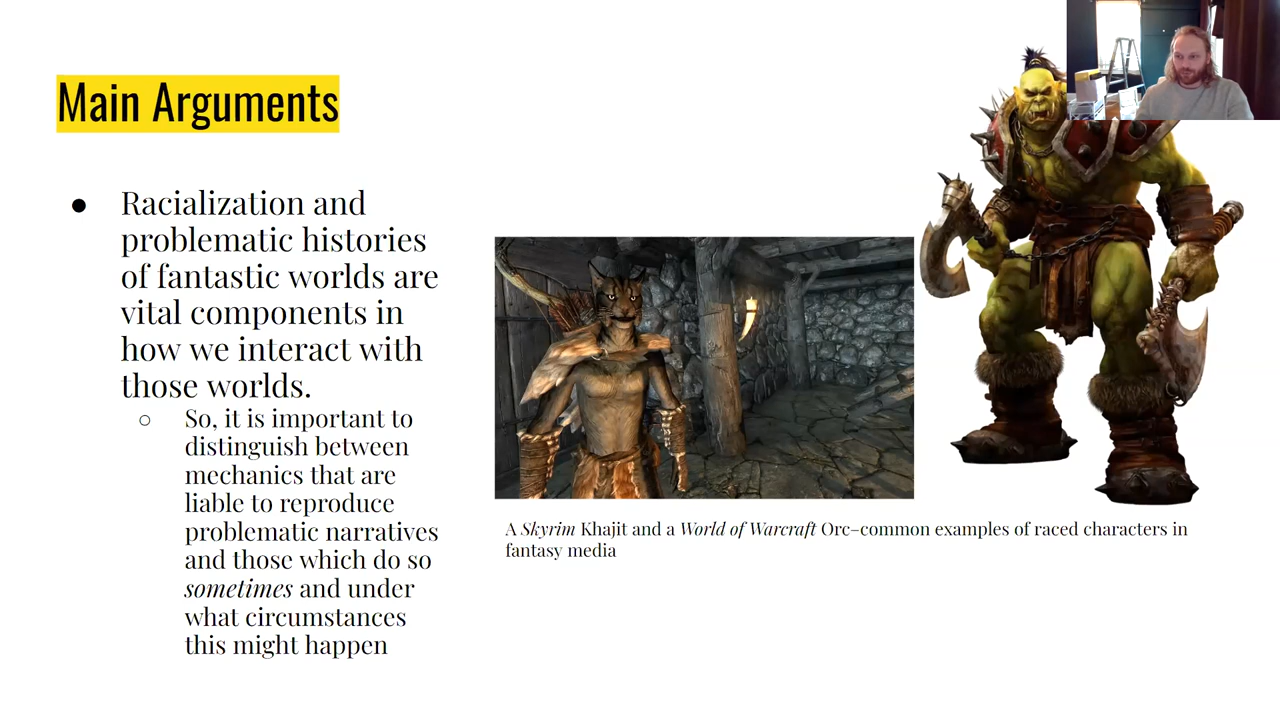 Main Arguments
● Racialization and
problematic histories
of fantastic worlds are
vital components in
how we interact with
those worlds.
○ So, it is important to
distinguish between
mechanics that are
liable to reproduce
problematic narratives
and those which do so
sometimes and under
what circumstances
this might happen
A Skyrim Khajit and a World of Warcraft Orc–common examples of raced characters in
fantasy media